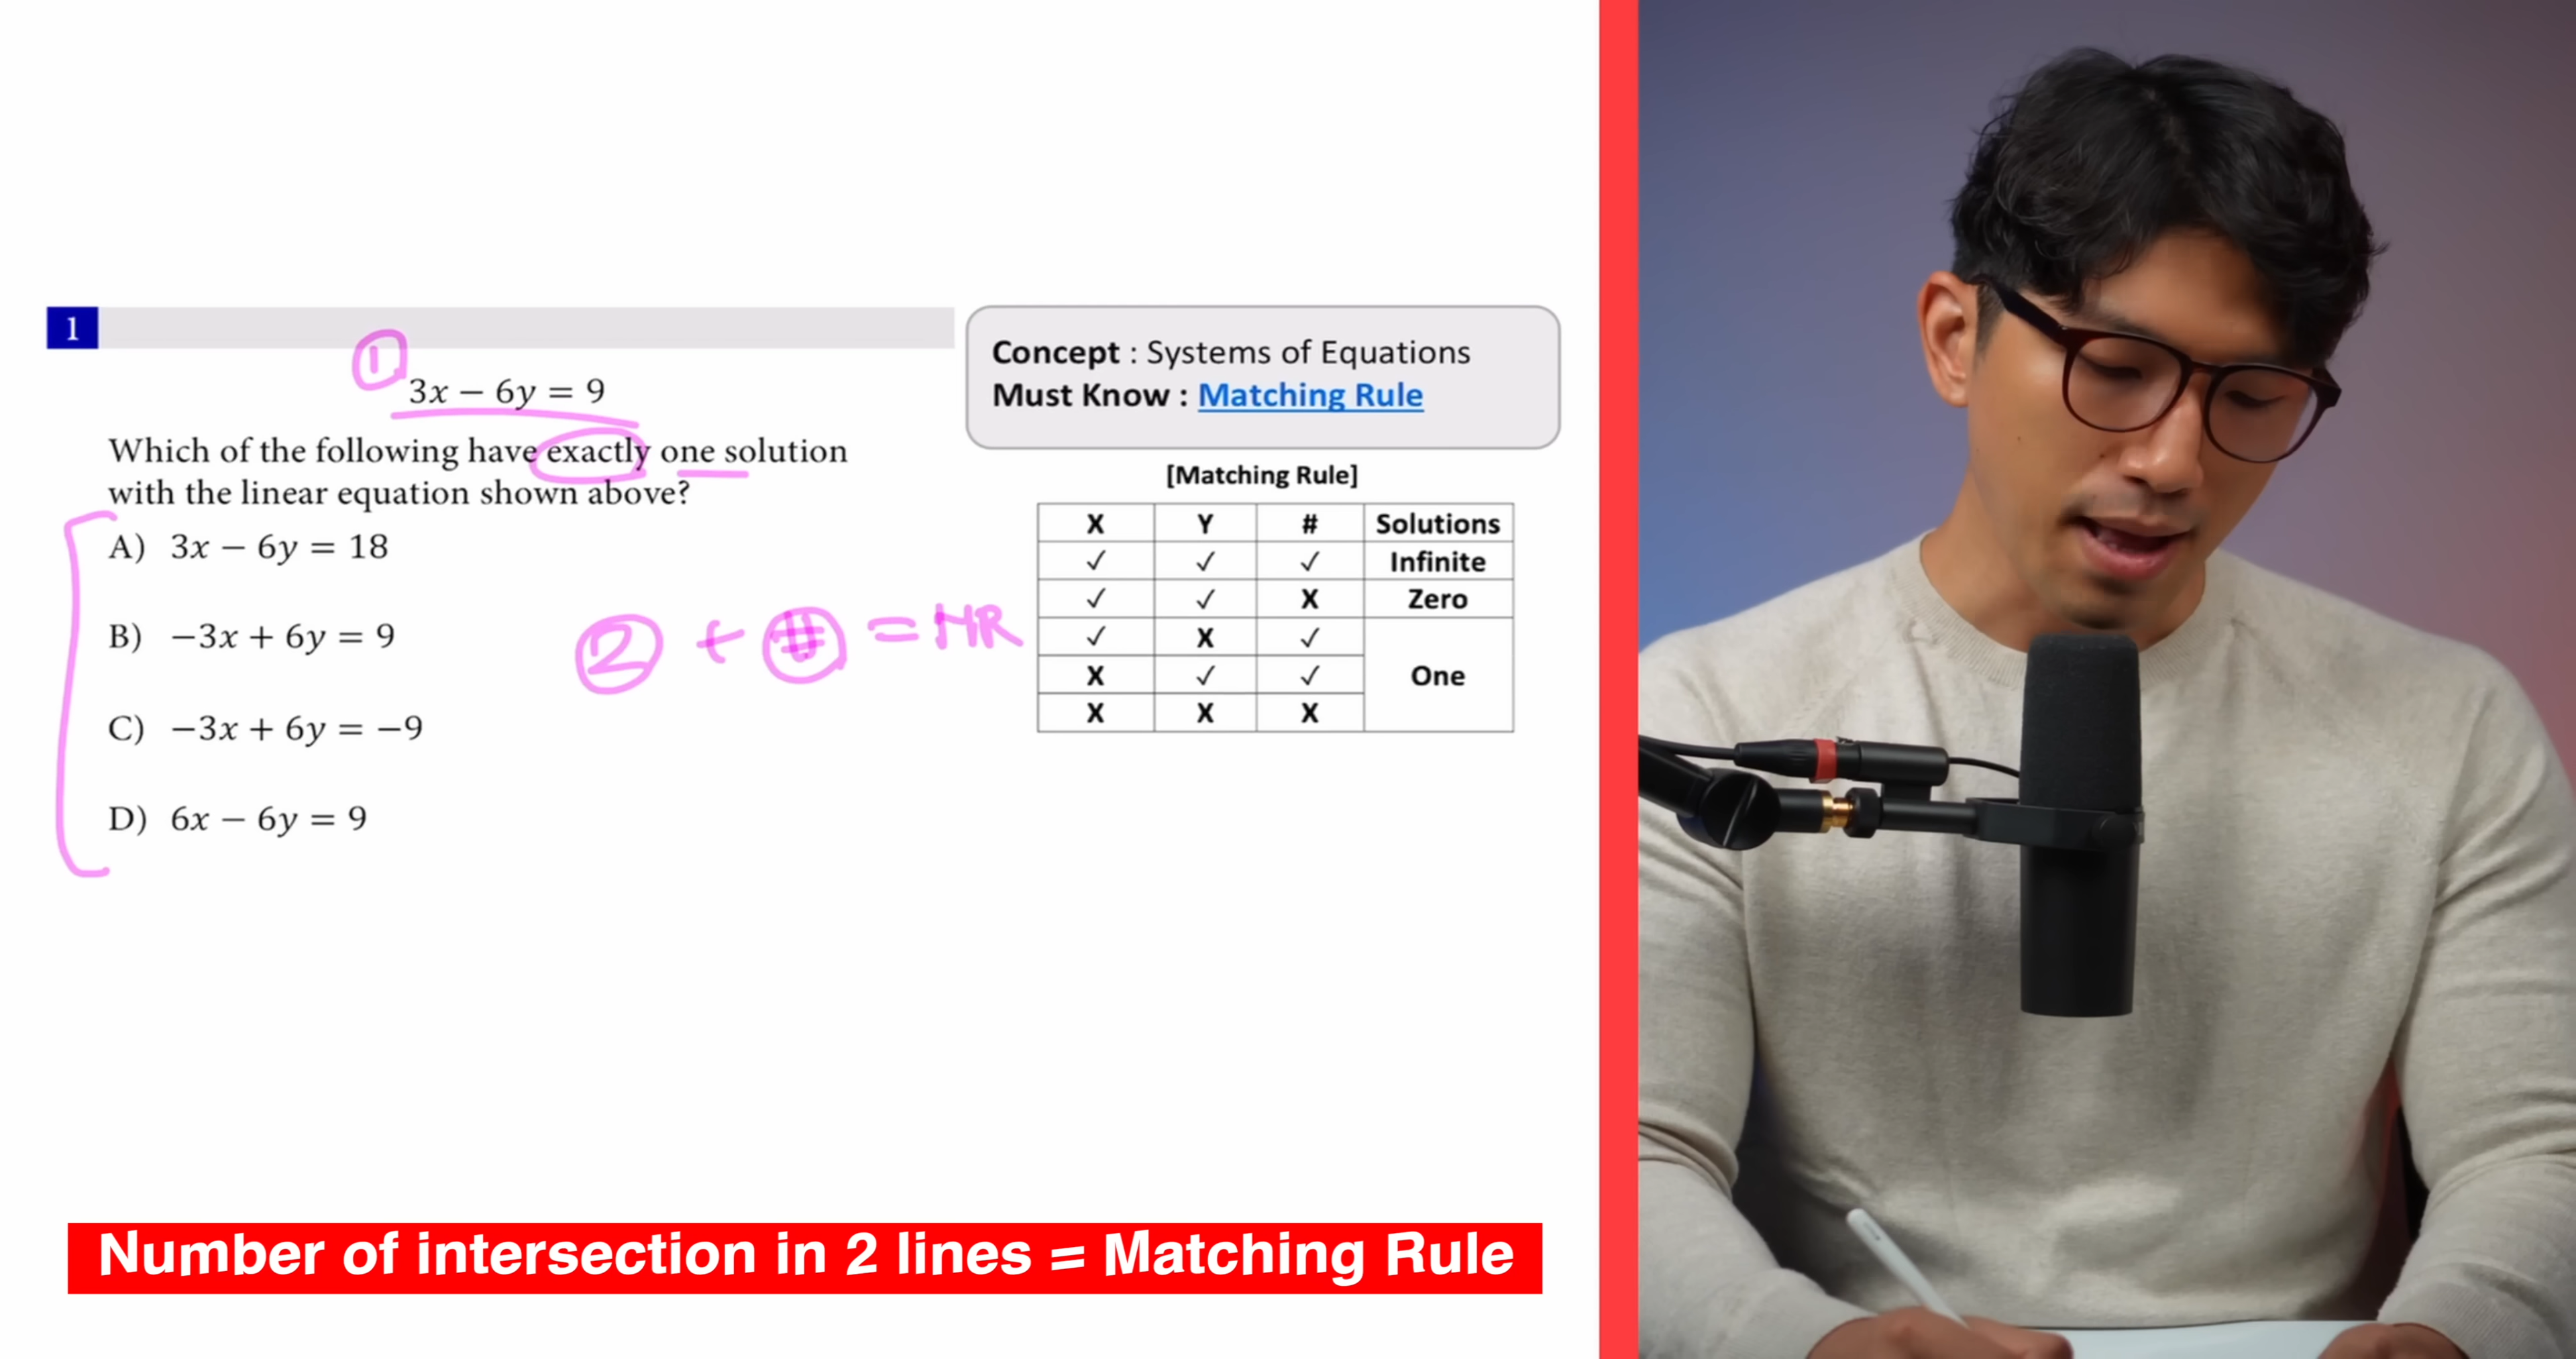 1
①
3x − 6y = 9
Which of the following have exactly one solution
with the linear equation shown above?
A) 3x − 6y = 18
B) −3x + 6y = 9
C) −3x + 6y = −9
D) 6x − 6y = 9
② + # = MR
Concept : Systems of Equations
Must Know : Matching Rule
[Matching Rule]
X Y # Solutions
✓ ✓ ✓ Infinite
✓ ✓ X Zero
✓ X ✓
X ✓ ✓ One
X X X
Number of intersection in 2 lines = Matching Rule